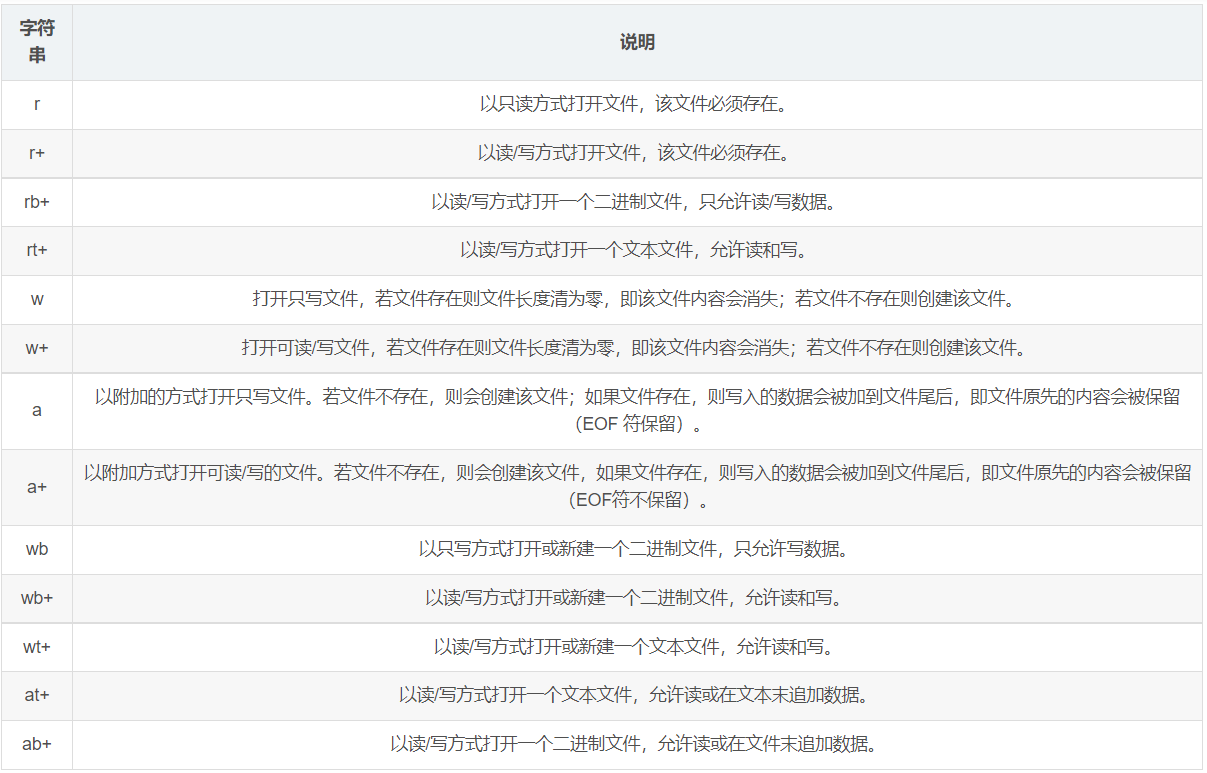 字符
串
说明
r
以只读方式打开文件，该文件必须存在。
r+
以读/写方式打开文件，该文件必须存在。
rb+
以读/写方式打开一个二进制文件，只允许读/写数据。
rt+
以读/写方式打开一个文本文件，允许读和写。
w
打开只写文件，若文件存在则文件长度清为零，即该文件内容会消失；若文件不存在则创建该文件。
w+
打开可读/写文件，若文件存在则文件长度清为零，即该文件内容会消失；若文件不存在则创建该文件。
a
以附加的方式打开只写文件。若文件不存在，则会创建该文件；如果文件存在，则写入的数据会被加到文件尾后，即文件原先的内容会被保留
（EOF 符保留）。
a+
以附加方式打开可读/写的文件。若文件不存在，则会创建该文件，如果文件存在，则写入的数据会被加到文件尾后，即文件原先的内容会被保留
（EOF符不保留）。
wb
以只写方式打开或新建一个二进制文件，只允许写数据。
wb+
以读/写方式打开或新建一个二进制文件，允许读和写。
wt+
以读/写方式打开或新建一个文本文件，允许读和写。
at+
以读/写方式打开一个文本文件，允许读或在文本末追加数据。
ab+
以读/写方式打开一个二进制文件，允许读或在文件末追加数据。